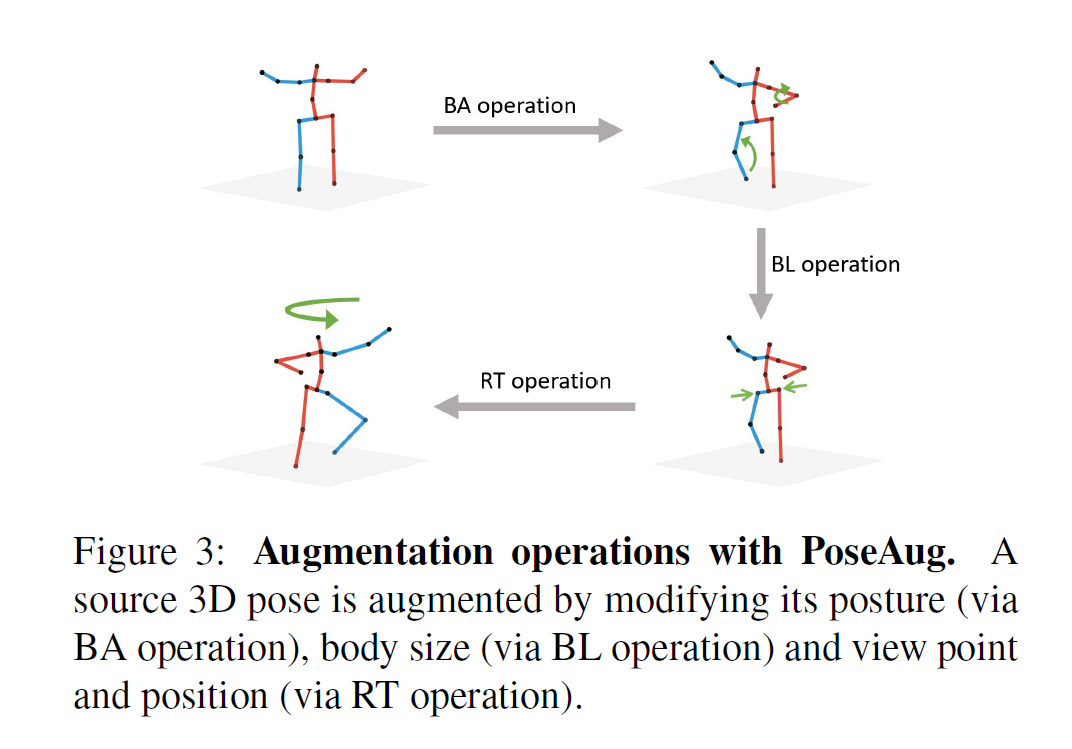 BA operation
BL operation
RT operation
Figure 3: Augmentation operations with PoseAug. A
source 3D pose is augmented by modifying its posture (via
BA operation), body size (via BL operation) and view point
and position (via RT operation).